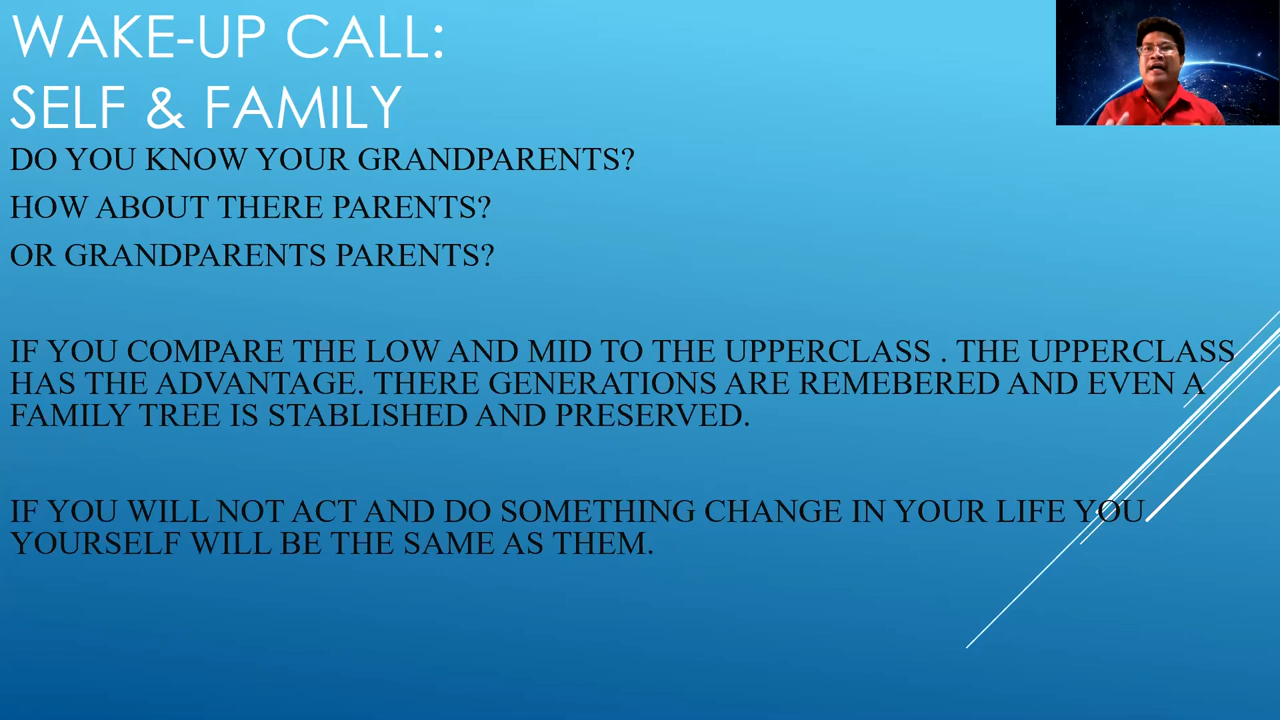 WAKE-UP CALL:
SELF & FAMILY
DO YOU KNOW YOUR GRANDPARENTS?
HOW ABOUT THERE PARENTS?
OR GRANDPARENTS PARENTS?
IF YOU COMPARE THE LOW AND MID TO THE UPPERCLASS . THE UPPERCLASS
HAS THE ADVANTAGE. THERE GENERATIONS ARE REMEBERED AND EVEN A
FAMILY TREE IS STABLISHED AND PRESERVED.
IF YOU WILL NOT ACT AND DO SOMETHING CHANGE IN YOUR LIFE YOU
YOURSELF WILL BE THE SAME AS THEM.